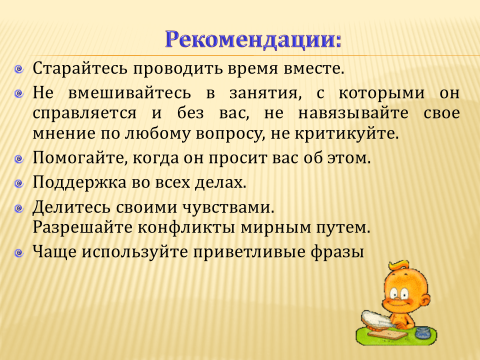 Рекомендации:
Старайтесь проводить время вместе.
Не вмешивайтесь в занятия, с которыми он
справляется и без вас, не навязывайте свое
мнение по любому вопросу, не критикуйте.
Помогайте, когда он просит вас об этом.
Поддержка во всех делах.
Делитесь своими чувствами.
Разрешайте конфликты мирным путем.
Чаще используйте приветливые фразы